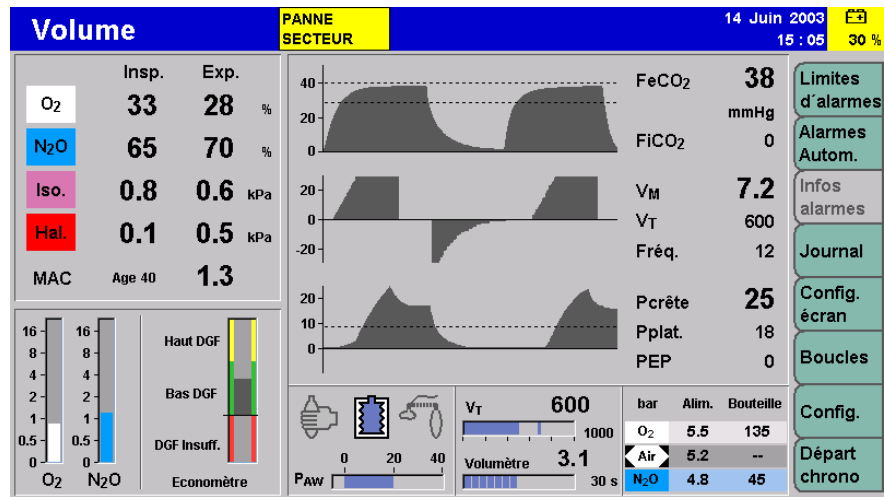 Volume
PANNE
SECTEUR
14 Juin 2003
15 : 05
30 %
Insp. Exp.
O2 33 28 %
N2O 65 70 %
Iso. 0.8 0.6 kPa
Hal. 0.1 0.5 kPa
MAC Age 40 1.3
40
20
0
FeCO2 38
mmHg
FiCO2 0
20
0
-20
VM 7.2
VT 600
Fréq. 12
20
10
0
Pcrête 25
Pplat. 18
PEP 0
Limites
d´alarmes
Alarmes
Autom.
Infos
alarmes
Journal
Config.
écran
Boucles
Config.
Départ
chrono
16 16
8 8
4 4
2 2
1 1
0.5 0.5
0 0
O2 N2O
Haut DGF
Bas DGF
DGF Insuff.
Econométre
0 20 40
PAW
VT 600
1000
Volumètre 3.1
30 s
bar Alim. Bouteille
O2 5.5 135
Air 5.2 --
N2O 4.8 45